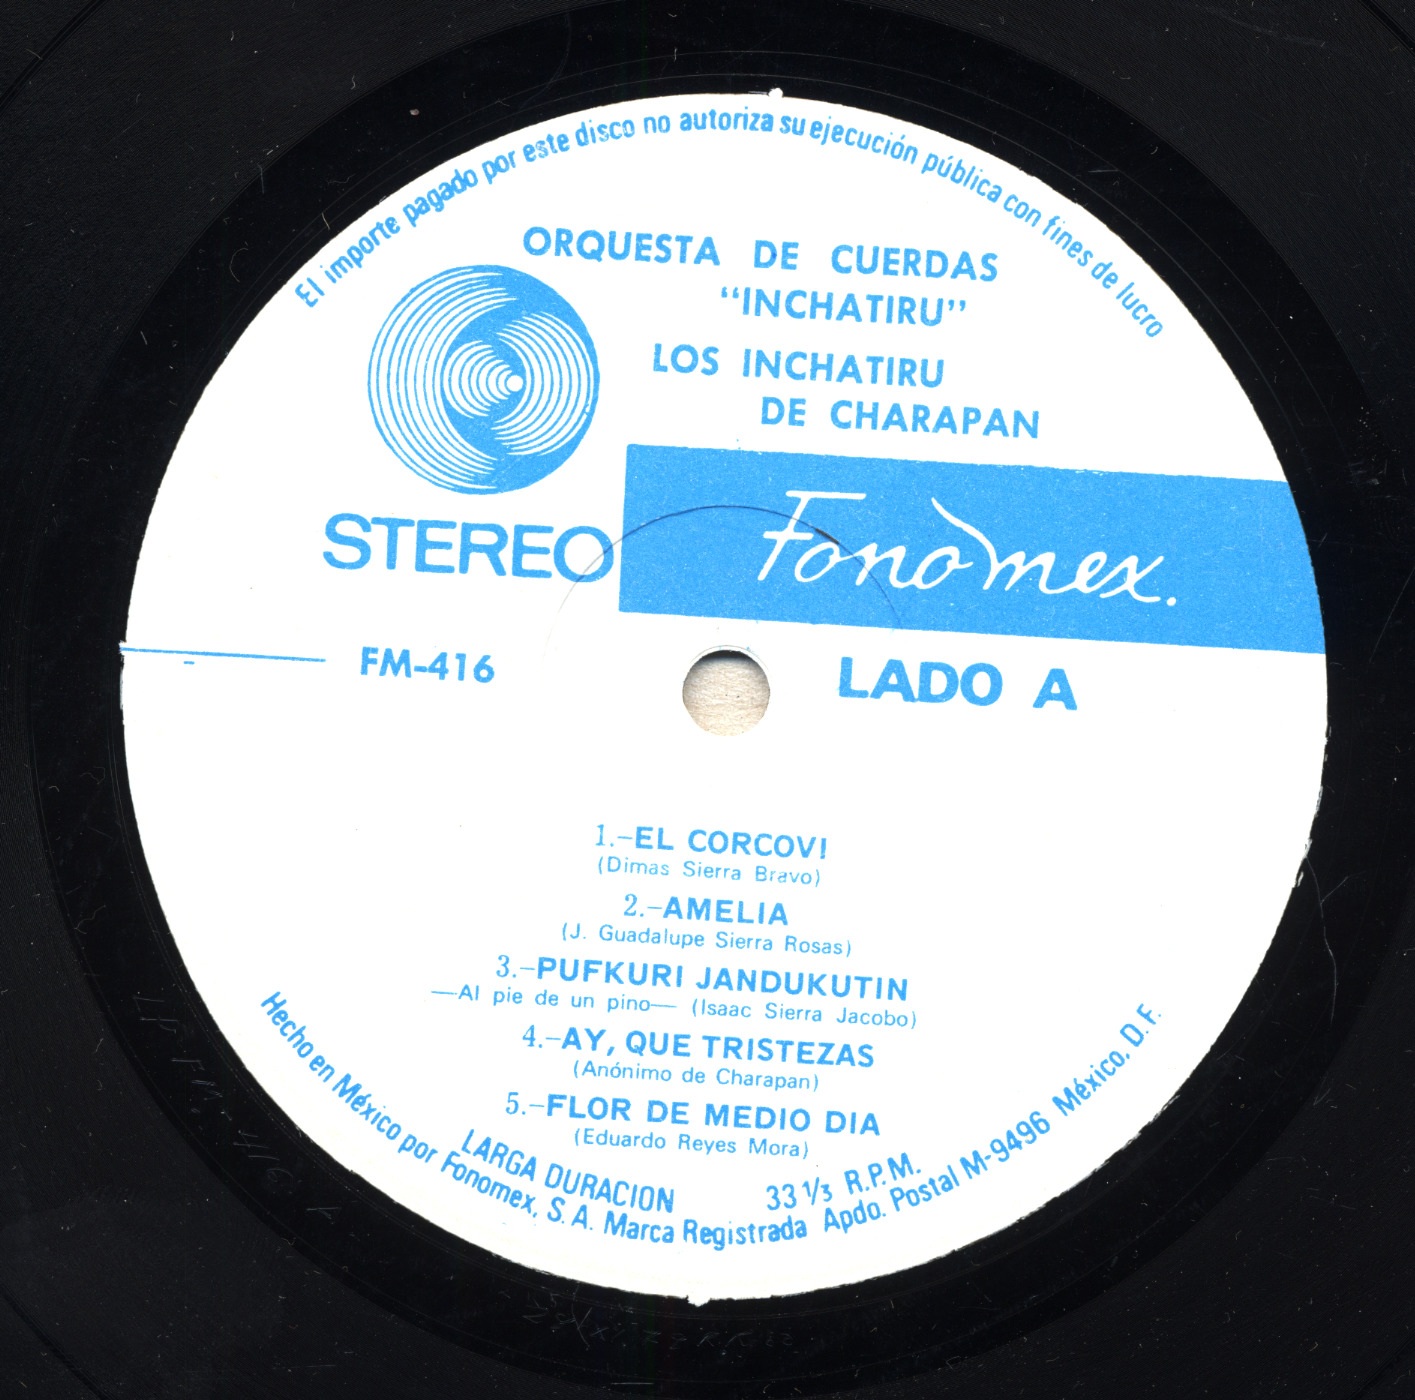 El importe pagado por este disco no autoriza su ejecución pública con fines de lucro
ORQUESTA DE CUERDAS
"INCHATIRU"
LOS INCHATIRU
DE CHARAPAN
STEREO
Fonomex.
FM-416
LADO A
1.-EL CORCOVI
(Dimas Sierra Bravo)
2.-AMELIA
(J. Guadalupe Sierra Rosas)
3.-PUFKURI JANDUKUTIN
—Al pie de un pino— (Isaac Sierra Jacobo)
4.-AY, QUE TRISTEZAS
(Anónimo de Charapan)
5.-FLOR DE MEDIO DIA
(Eduardo Reyes Mora)
LARGA DURACION 33 1/3 R.P.M.
Hecho en México por Fonomex, S.A. Marca Registrada Apdo. Postal M-9496 México, D.F.